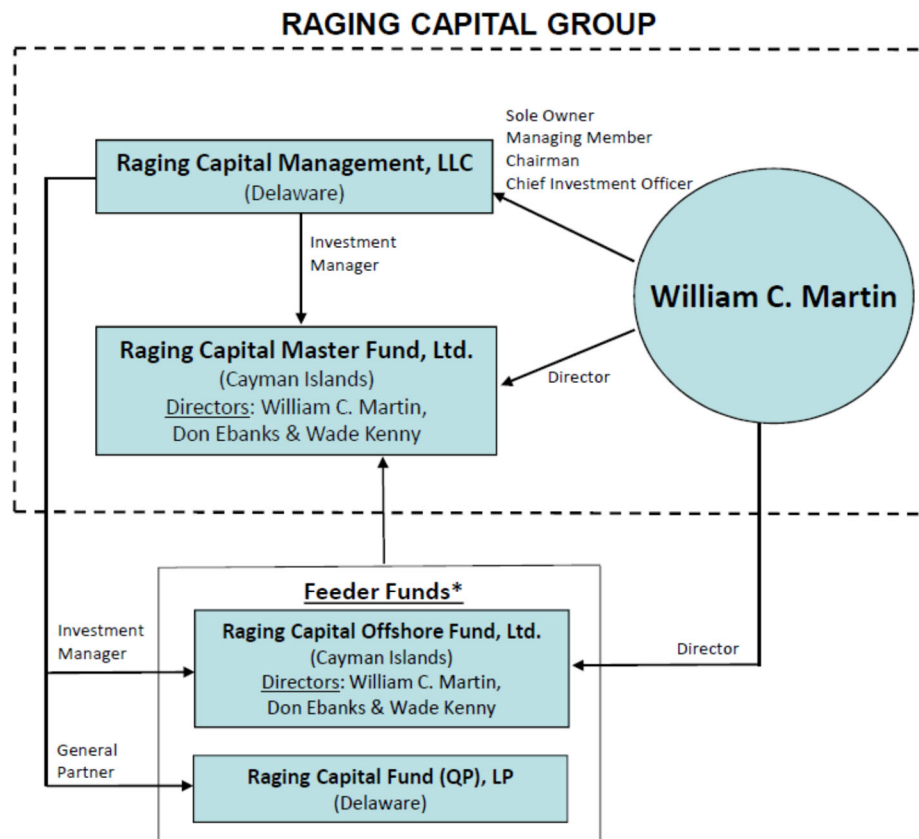 RAGING CAPITAL GROUP
Sole Owner
Managing Member
Chairman
Chief Investment Officer
Raging Capital Management, LLC
(Delaware)
Investment
Manager
William C. Martin
Raging Capital Master Fund, Ltd.
(Cayman Islands)
Directors: William C. Martin,
Don Ebanks & Wade Kenny
Director
Feeder Funds*
Investment
Manager
Raging Capital Offshore Fund, Ltd.
(Cayman Islands)
Directors: William C. Martin,
Don Ebanks & Wade Kenny
Director
General
Partner
Raging Capital Fund (QP), LP
(Delaware)